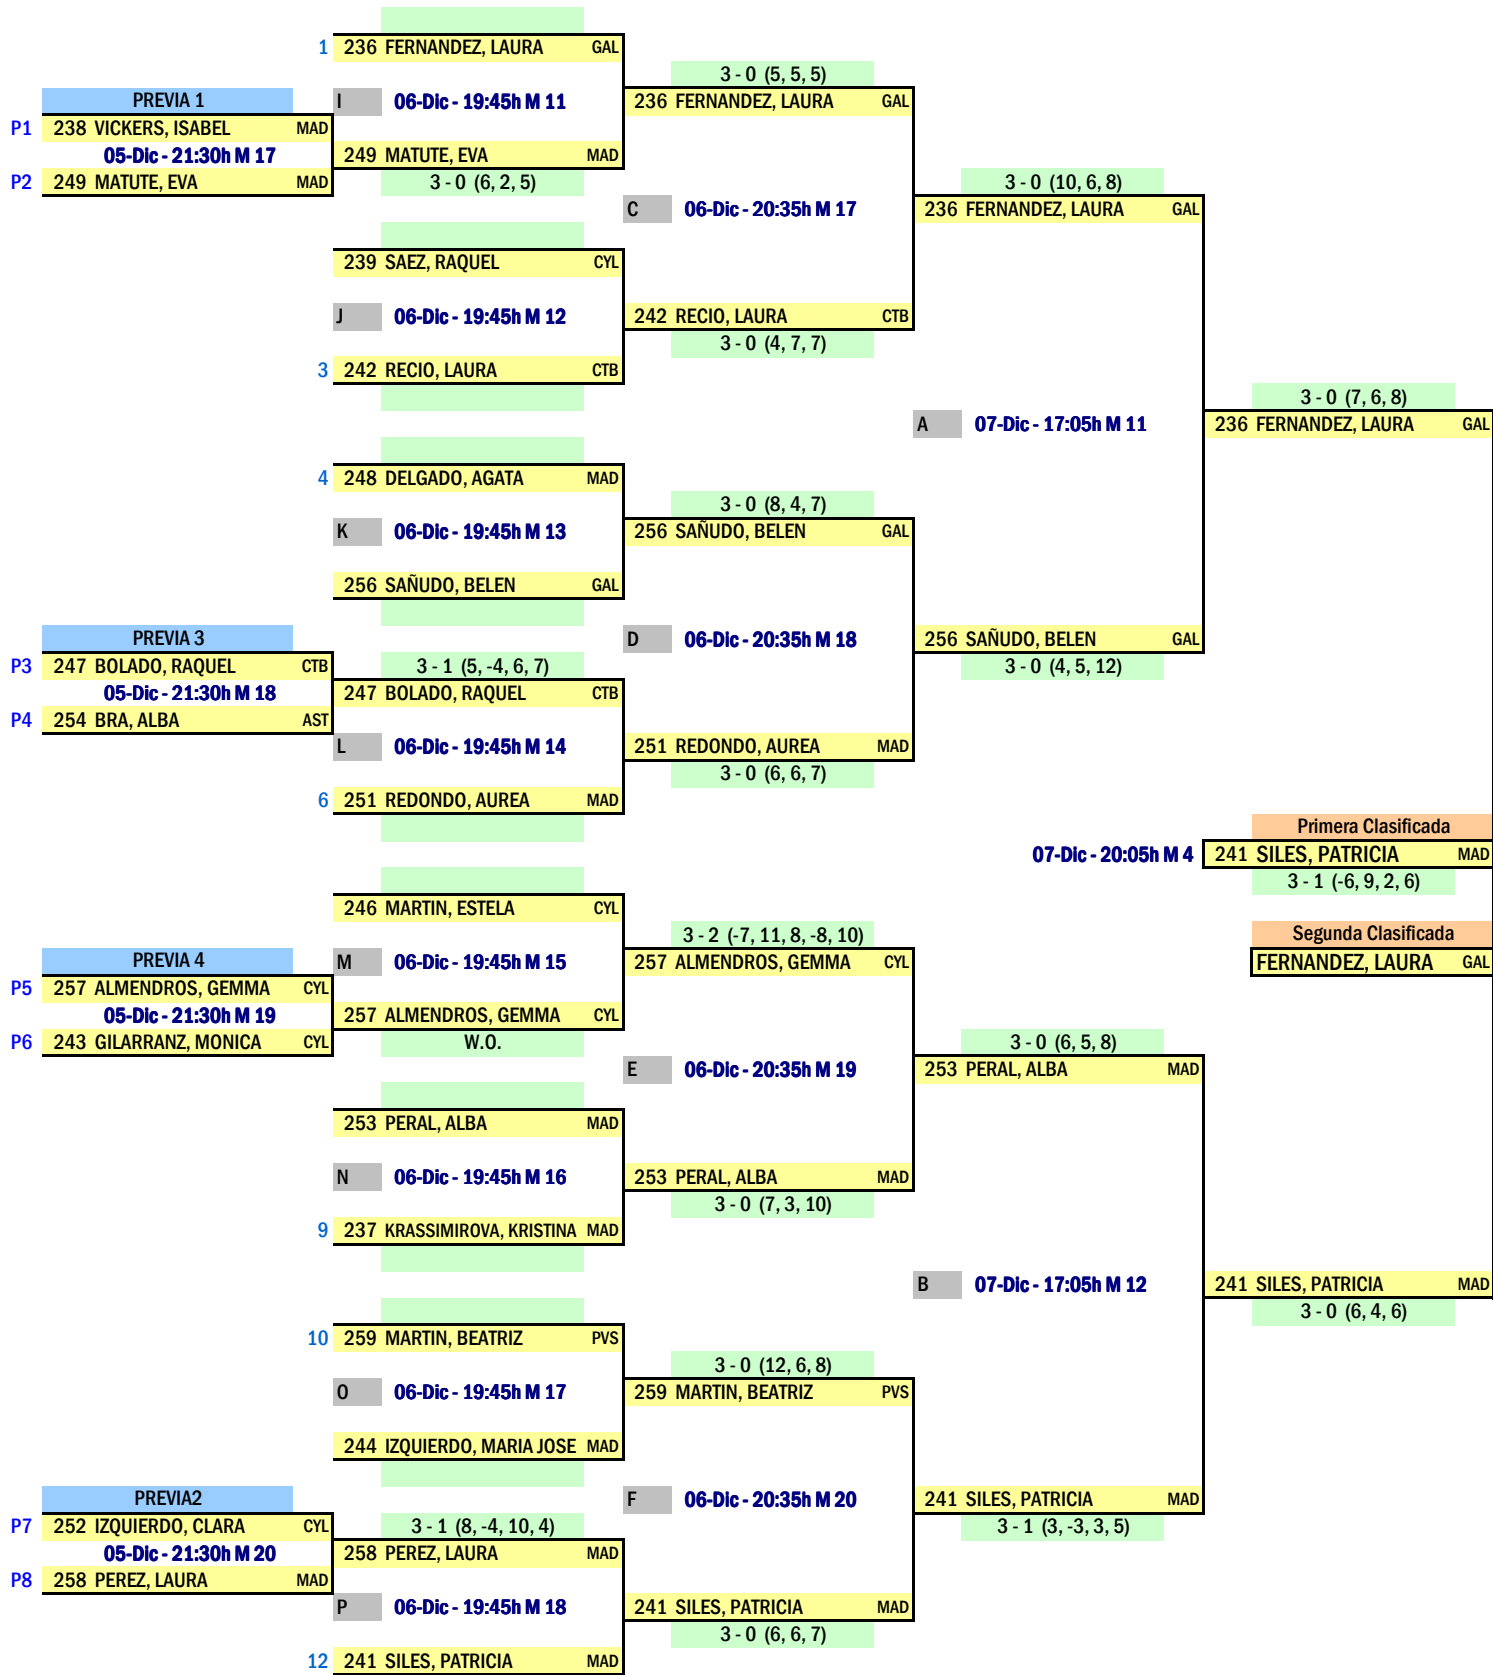 1 236 FERNANDEZ, LAURA GAL
3 - 0 (5, 5, 5)
PREVIA 1 I 06-Dic - 19:45h M 11 236 FERNANDEZ, LAURA GAL
P1 238 VICKERS, ISABEL MAD
05-Dic - 21:30h M 17 249 MATUTE, EVA MAD
P2 249 MATUTE, EVA MAD 3 - 0 (6, 2, 5) 3 - 0 (10, 6, 8)
C 06-Dic - 20:35h M 17 236 FERNANDEZ, LAURA GAL
239 SAEZ, RAQUEL CYL
J 06-Dic - 19:45h M 12 242 RECIO, LAURA CTB
3 - 0 (4, 7, 7)
3 242 RECIO, LAURA CTB
3 - 0 (7, 6, 8)
A 07-Dic - 17:05h M 11 236 FERNANDEZ, LAURA GAL
4 248 DELGADO, AGATA MAD
3 - 0 (8, 4, 7)
K 06-Dic - 19:45h M 13 256 SAÑUDO, BELEN GAL
256 SAÑUDO, BELEN GAL
PREVIA 3 D 06-Dic - 20:35h M 18 256 SAÑUDO, BELEN GAL
P3 247 BOLADO, RAQUEL CTB 3 - 1 (5, -4, 6, 7) 3 - 0 (4, 5, 12)
05-Dic - 21:30h M 18 247 BOLADO, RAQUEL CTB
P4 254 BRA, ALBA AST
L 06-Dic - 19:45h M 14 251 REDONDO, AUREA MAD
3 - 0 (6, 6, 7)
6 251 REDONDO, AUREA MAD
Primera Clasificada
07-Dic - 20:05h M 4 241 SILES, PATRICIA MAD
3 - 1 (-6, 9, 2, 6)
246 MARTIN, ESTELA CYL
3 - 2 (-7, 11, 8, -8, 10) Segunda Clasificada
PREVIA 4 M 06-Dic - 19:45h M 15 257 ALMENDROS, GEMMA CYL FERNANDEZ, LAURA GAL
P5 257 ALMENDROS, GEMMA CYL
05-Dic - 21:30h M 19 257 ALMENDROS, GEMMA CYL
P6 243 GILARRANZ, MONICA CYL W.O. 3 - 0 (6, 5, 8)
E 06-Dic - 20:35h M 19 253 PERAL, ALBA MAD
253 PERAL, ALBA MAD
N 06-Dic - 19:45h M 16 253 PERAL, ALBA MAD
3 - 0 (7, 3, 10)
9 237 KRASSIMIROVA, KRISTINA MAD
B 07-Dic - 17:05h M 12 241 SILES, PATRICIA MAD
3 - 0 (6, 4, 6)
10 259 MARTIN, BEATRIZ PVS
3 - 0 (12, 6, 8)
O 06-Dic - 19:45h M 17 259 MARTIN, BEATRIZ PVS
244 IZQUIERDO, MARIA JOSE MAD
PREVIA2 F 06-Dic - 20:35h M 20 241 SILES, PATRICIA MAD
P7 252 IZQUIERDO, CLARA CYL 3 - 1 (8, -4, 10, 4) 3 - 1 (3, -3, 3, 5)
05-Dic - 21:30h M 20 258 PEREZ, LAURA MAD
P8 258 PEREZ, LAURA MAD
P 06-Dic - 19:45h M 18 241 SILES, PATRICIA MAD
3 - 0 (6, 6, 7)
12 241 SILES, PATRICIA MAD